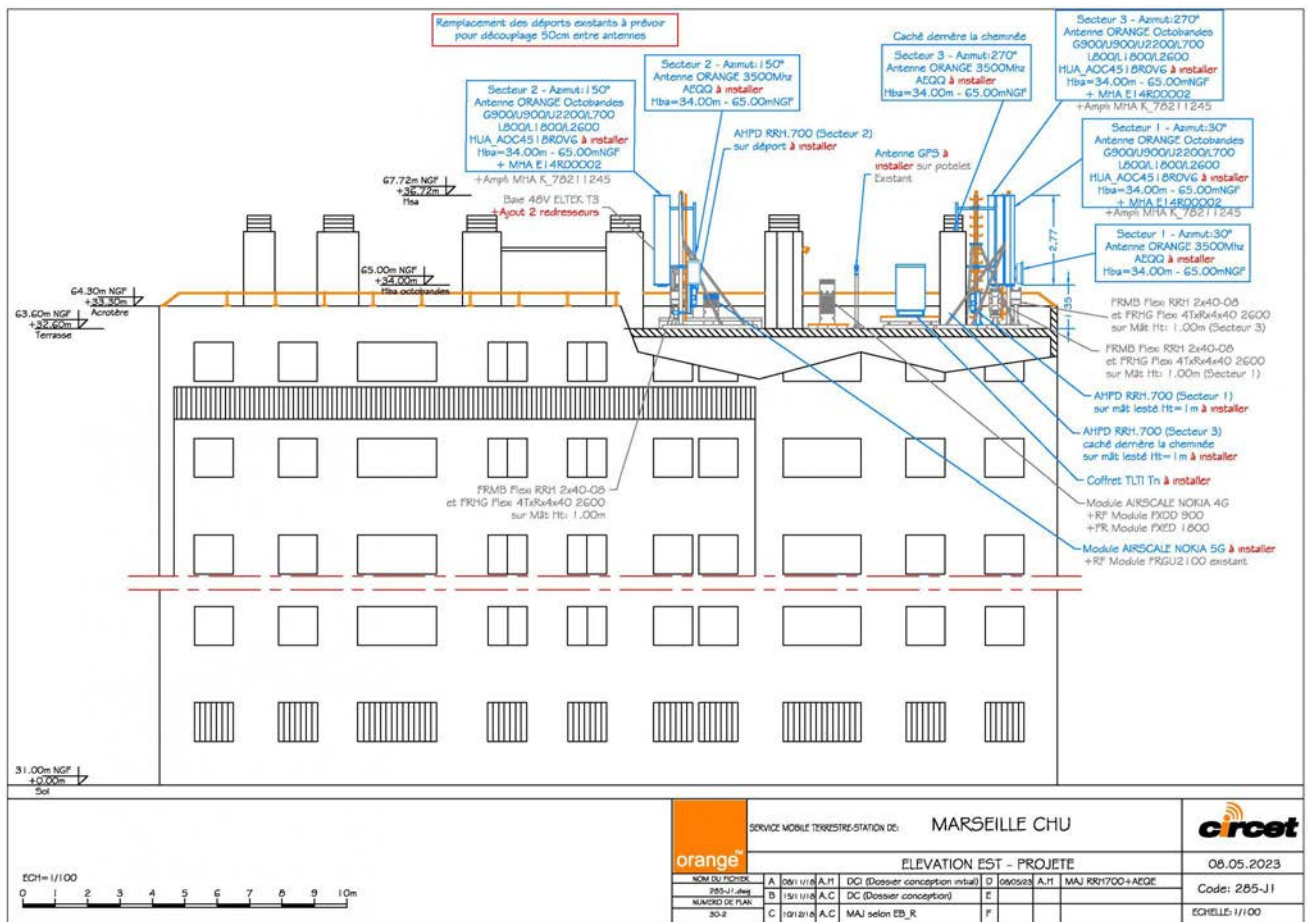 Remplacement des déports existants à prévoir
pour découplage 50cm entre antennes
Secteur 2 - Azimut:150°
Antenne ORANGE Octobandes
G900/U900/U2200/L700
L800/L1800/L2600
HUA_AOC4518R0V6 à installer
Hba=34.00m - 65.00mNGF
+ MHA E14R00002
+Ampli MHA K_78211245
Secteur 2 - Azimut:150°
Antenne ORANGE 3500Mhz
AEQQ à installer
Hba=34.00m - 65.00mNGF
AHPD RRH.700 (Secteur 2)
sur déport à installer
Baie 48V ELTEK T3
+Ajout 2 redresseurs
Antenne GPS à
installer sur potelet
Existant
Caché derrière la cheminée
Secteur 3 - Azimut:270°
Antenne ORANGE 3500Mhz
AEQQ à installer
Hba=34.00m - 65.00mNGF
Secteur 3 - Azimut:270°
Antenne ORANGE Octobandes
G900/U900/U2200/L700
L800/L1800/L2600
HUA_AOC4518R0V6 à installer
Hba=34.00m - 65.00mNGF
+ MHA E14R00002
+Ampli MHA K_78211245
Secteur 1 - Azimut:30°
Antenne ORANGE Octobandes
G900/U900/U2200/L700
L800/L1800/L2600
HUA_AOC4518R0V6 à installer
Hba=34.00m - 65.00mNGF
+ MHA E14R00002
+Ampli MHA K_78211245
Secteur 1 - Azimut:30°
Antenne ORANGE 3500Mhz
AEQQ à installer
Hba=34.00m - 65.00mNGF
2,77
1,35
67.72m NGF
+36.72m
Hsa
65.00m NGF
+34.00m
Hba octobandes
64.30m NGF
+33.30m
Acrotère
63.60m NGF
+32.60m
Terrasse
FRMB Flexi RRH 2x40-08
et FRHG Flexi 4TxRx4x40 2600
sur Mât Ht: 1.00m (Secteur 3)
FRMB Flexi RRH 2x40-08
et FRHG Flexi 4TxRx4x40 2600
sur Mât Ht: 1.00m (Secteur 1)
AHPD RRH.700 (Secteur 1)
sur mât lesté Ht=1m à installer
AHPD RRH.700 (Secteur 3)
caché derrière la cheminée
sur mât lesté Ht=1m à installer
Coffret TLTI Tri à installer
Module AIRSCALE NOKIA 4G
+RF Module FXDD 900
+FR Module FXED 1800
Module AIRSCALE NOKIA 5G à installer
+RF Module FRGU2100 existant
FRMB Flexi RRH 2x40-08
et FRHG Flexi 4TxRx4x40 2600
sur Mât Ht: 1.00m
31.00m NGF
+0.00m
Sol
ECH=1/100
0 1 2 3 4 5 6 7 8 9 10m
orange™
SERVICE MOBILE TERRESTRE-STATION DE: MARSEILLE CHU
circet
ELEVATION EST - PROJETE
08.05.2023
NOM DU FICHIER
285-J1.dwg
NUMERO DE PLAN
30-2
A 08/11/18 A.H DCI (Dossier conception initial) D 08/05/23 A.H MAJ RRH700+AEQE
B 15/11/18 A.C DC (Dossier conception) E
C 10/12/18 A.C MAJ selon EB_R F
Code: 285-J1
ECHELLE:1/100